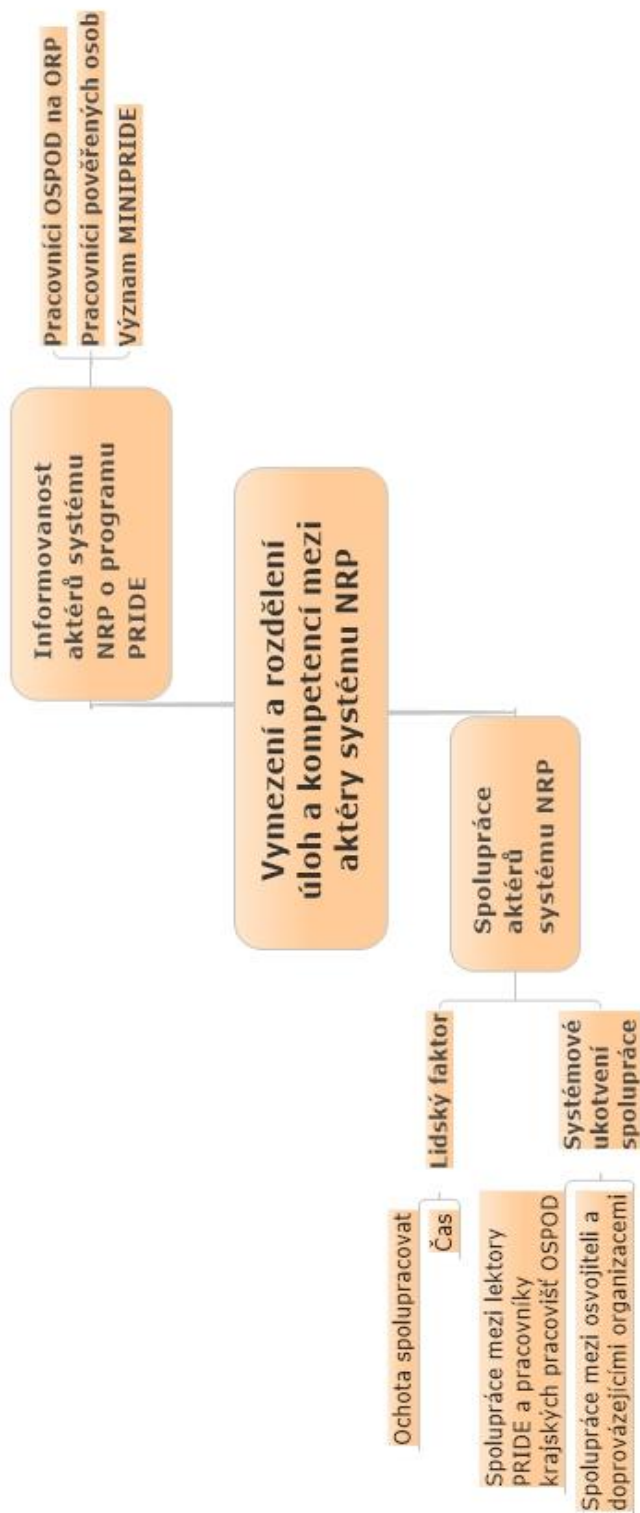 Vymezení a rozdělení
úloh a kompetencí mezi
aktéry systému NRP
Informovanost
aktérů systému
NRP o programu
PRIDE
Pracovníci OSPOD na ORP
Pracovníci pověřených osob
Význam MINIPRIDE
Spolupráce
aktérů
systému NRP
Lidský faktor
Ochota spolupracovat
Čas
Systémové
ukotvení
spolupráce
Spolupráce mezi lektory
PRIDE a pracovníky
krajských pracovišť OSPOD
Spolupráce mezi osvojiteli a
doprovázejícími organizacemi